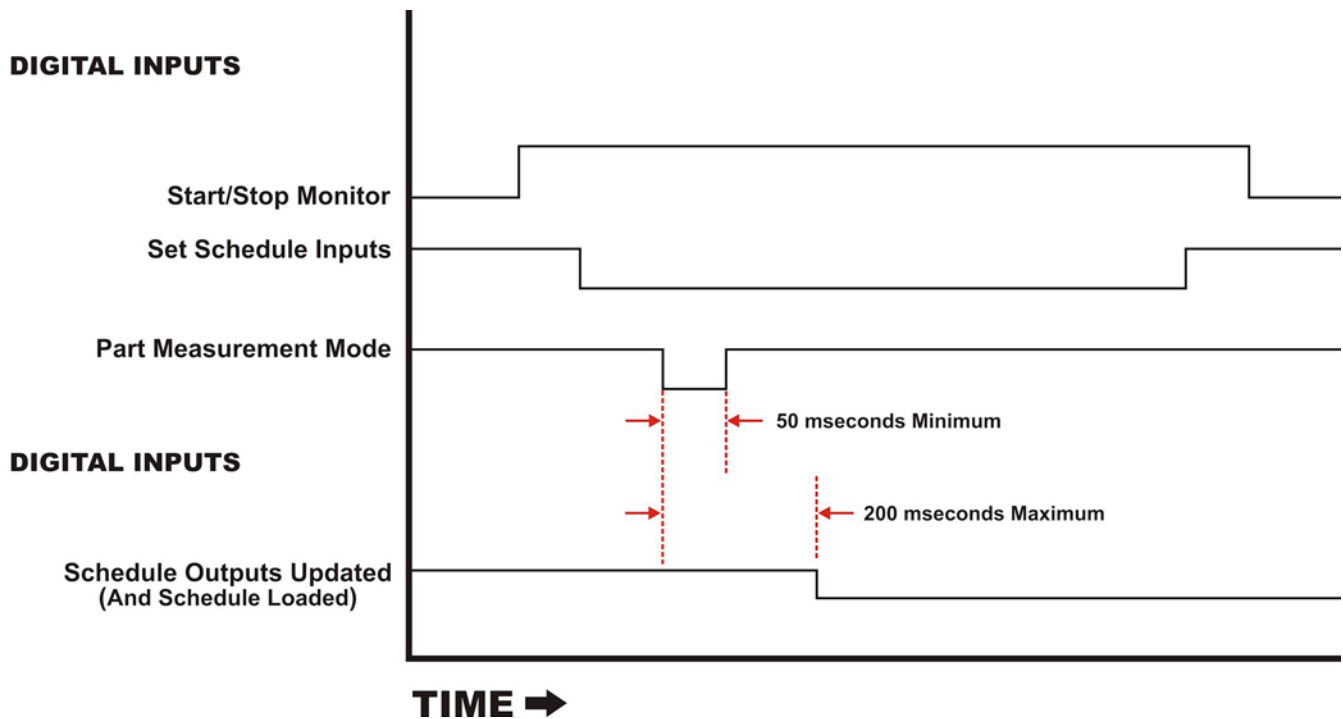 DIGITAL INPUTS
Start/Stop Monitor
Set Schedule Inputs
Part Measurement Mode
50 mseconds Minimum
DIGITAL INPUTS
200 mseconds Maximum
Schedule Outputs Updated
(And Schedule Loaded)
TIME